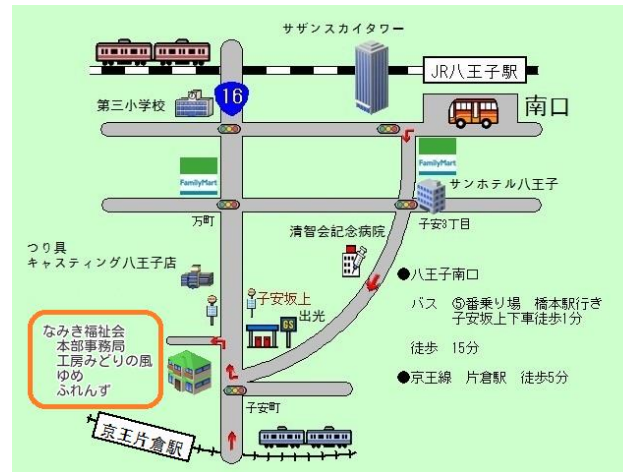 サザンスカイタワー
JR八王子駅
16
第三小学校
南口
FamilyMart
FamilyMart
サンホテル八王子
万町
子安3丁目
清智会記念病院
つり具
キャスティング八王子店
子安坂上
出光
GS
●八王子南口
バス ⑤番乗り場 橋本駅行き
子安坂上下車徒歩1分
徒歩 15分
●京王線 片倉駅 徒歩5分
なみき福祉会
本部事務局
工房みどりの風
ゆめ
ふれんず
子安町
京王片倉駅